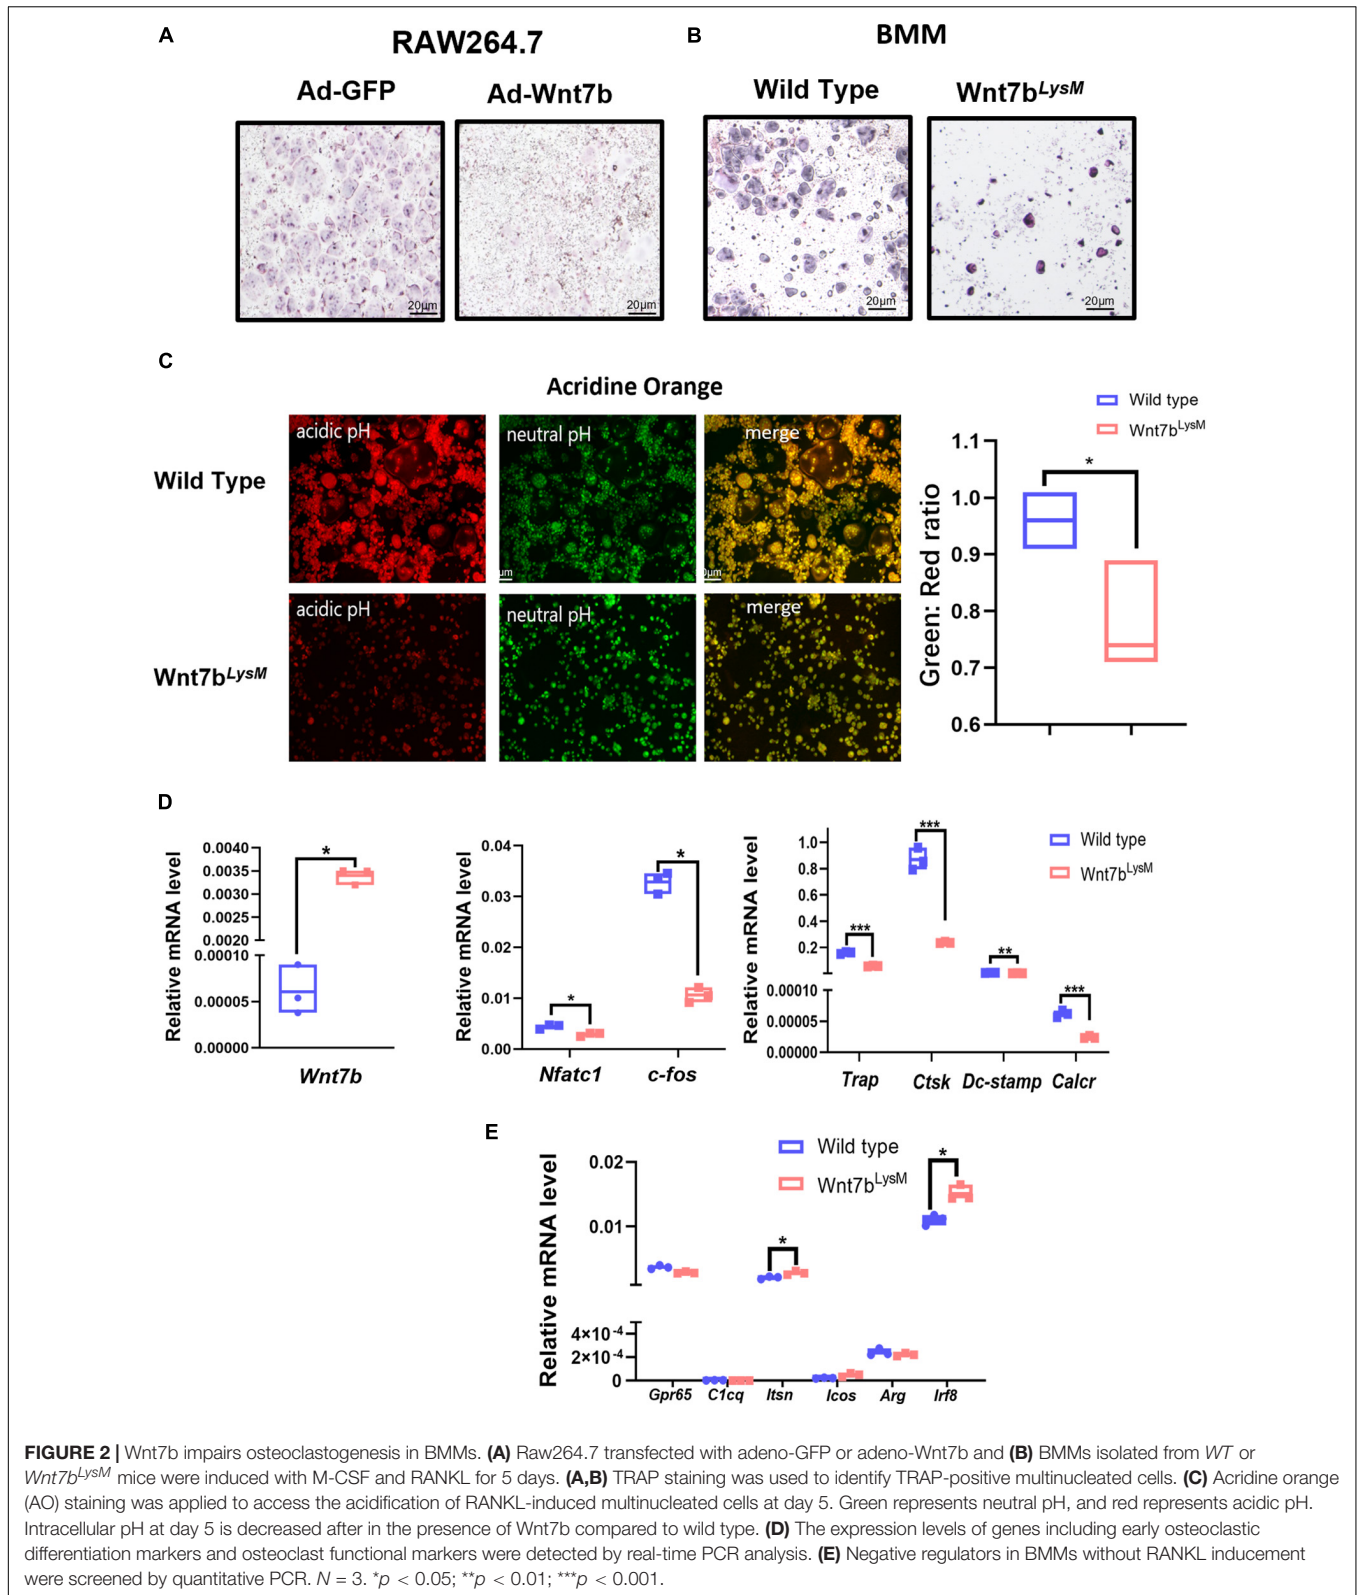 A
RAW264.7
B
BMM
Ad-GFP
Ad-Wnt7b
Wild Type
Wnt7bLysM
20µm
20µm
20µm
20µm
C
Acridine Orange
Wild Type
acidic pH
neutral pH
merge
Wnt7bLysM
acidic pH
neutral pH
merge
Wild type
Wnt7bLysM
Green: Red ratio
1.1
1.0
0.9
0.8
0.7
0.6
*
D
Relative mRNA level
0.0040
0.0035
0.0030
0.0025
0.0020
0.00010
0.00005
0.00000
*
Wnt7b
Relative mRNA level
0.04
0.03
0.02
0.01
0.00
*
*
Nfatc1 c-fos
Relative mRNA level
1.0
0.8
0.6
0.4
0.2
0.00010
0.00005
0.00000
***
***
**
***
Trap Ctsk Dc-stamp Calcr
Wild type
Wnt7bLysM
E
Relative mRNA level
0.02
0.01
4×10-4
2×10-4
0
*
*
Wild type
Wnt7bLysM
Gpr65 C1cq Itsn Icos Arg Irf8
FIGURE 2 | Wnt7b impairs osteoclastogenesis in BMMs. (A) Raw264.7 transfected with adeno-GFP or adeno-Wnt7b and (B) BMMs isolated from WT or
Wnt7bLysM mice were induced with M-CSF and RANKL for 5 days. (A,B) TRAP staining was used to identify TRAP-positive multinucleated cells. (C) Acridine orange
(AO) staining was applied to access the acidification of RANKL-induced multinucleated cells at day 5. Green represents neutral pH, and red represents acidic pH.
Intracellular pH at day 5 is decreased after in the presence of Wnt7b compared to wild type. (D) The expression levels of genes including early osteoclastic
differentiation markers and osteoclast functional markers were detected by real-time PCR analysis. (E) Negative regulators in BMMs without RANKL inducement
were screened by quantitative PCR. N = 3. *p < 0.05; **p < 0.01; ***p < 0.001.